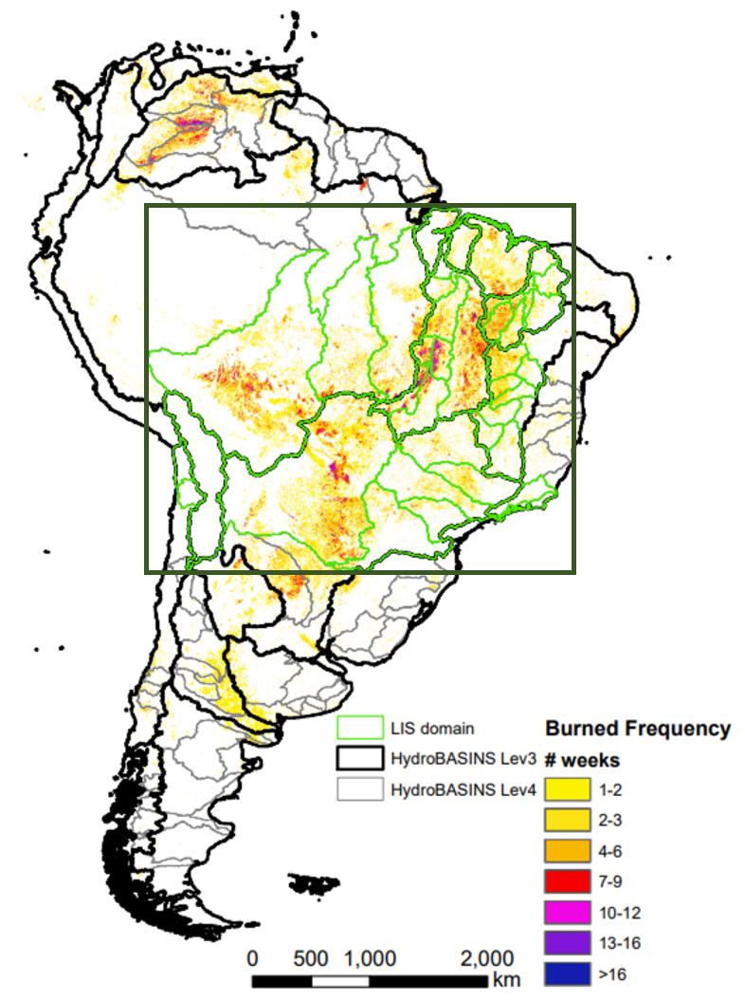 LIS domain
HydroBASINS Lev3
HydroBASINS Lev4
Burned Frequency
# weeks
1-2
2-3
4-6
7-9
10-12
13-16
>16
0 500 1,000 2,000
km